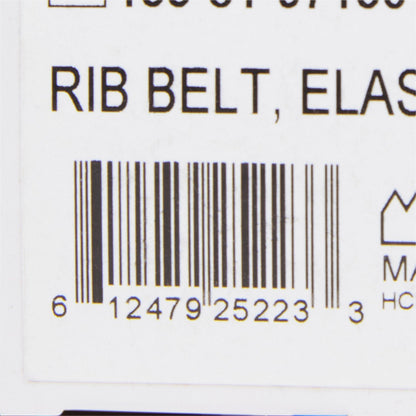 RIB BELT, ELAS
6 12479 25223 3
MA
HC